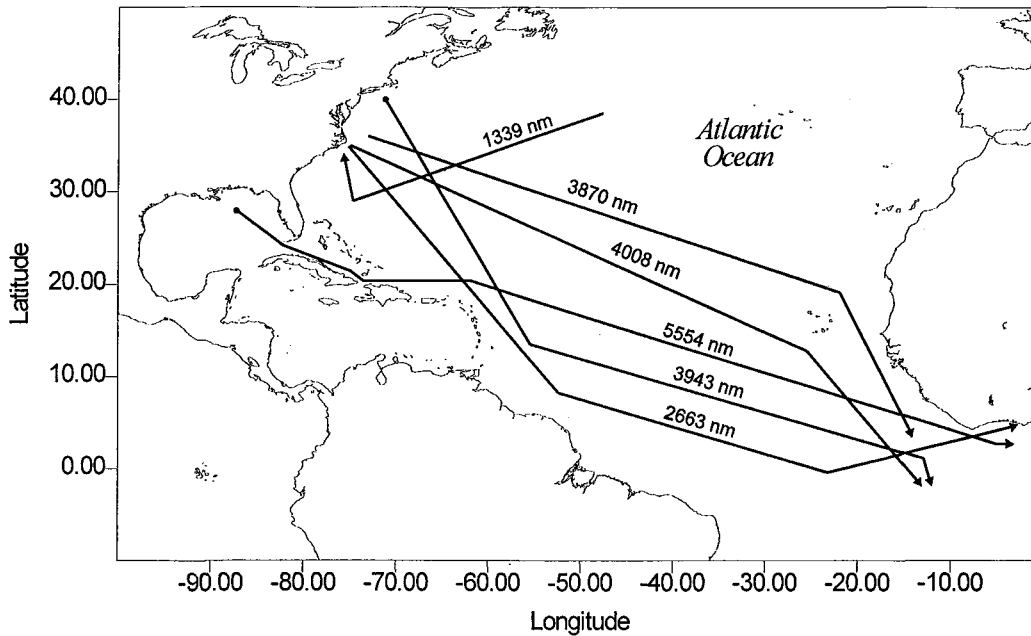 40.00
30.00
20.00
10.00
0.00
Latitude
1339 nm
Atlantic
Ocean
3870 nm
4008 nm
5554 nm
3943 nm
2663 nm
-90.00 -80.00 -70.00 -60.00 -50.00 -40.00 -30.00 -20.00 -10.00
Longitude